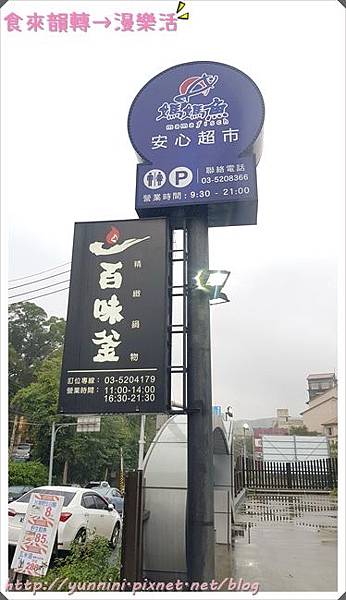 食來韻轉→漫樂活
媽媽魚
mamafisch
安心超市
P
聯絡電話
03-5208366
營業時間：9:30 - 21:00
百味釜
精緻鍋物
訂位專線：03-5204179
營業時間：11:00-14:00
16:30-21:30
8
85
http://yunnini.pixnet.net/blog